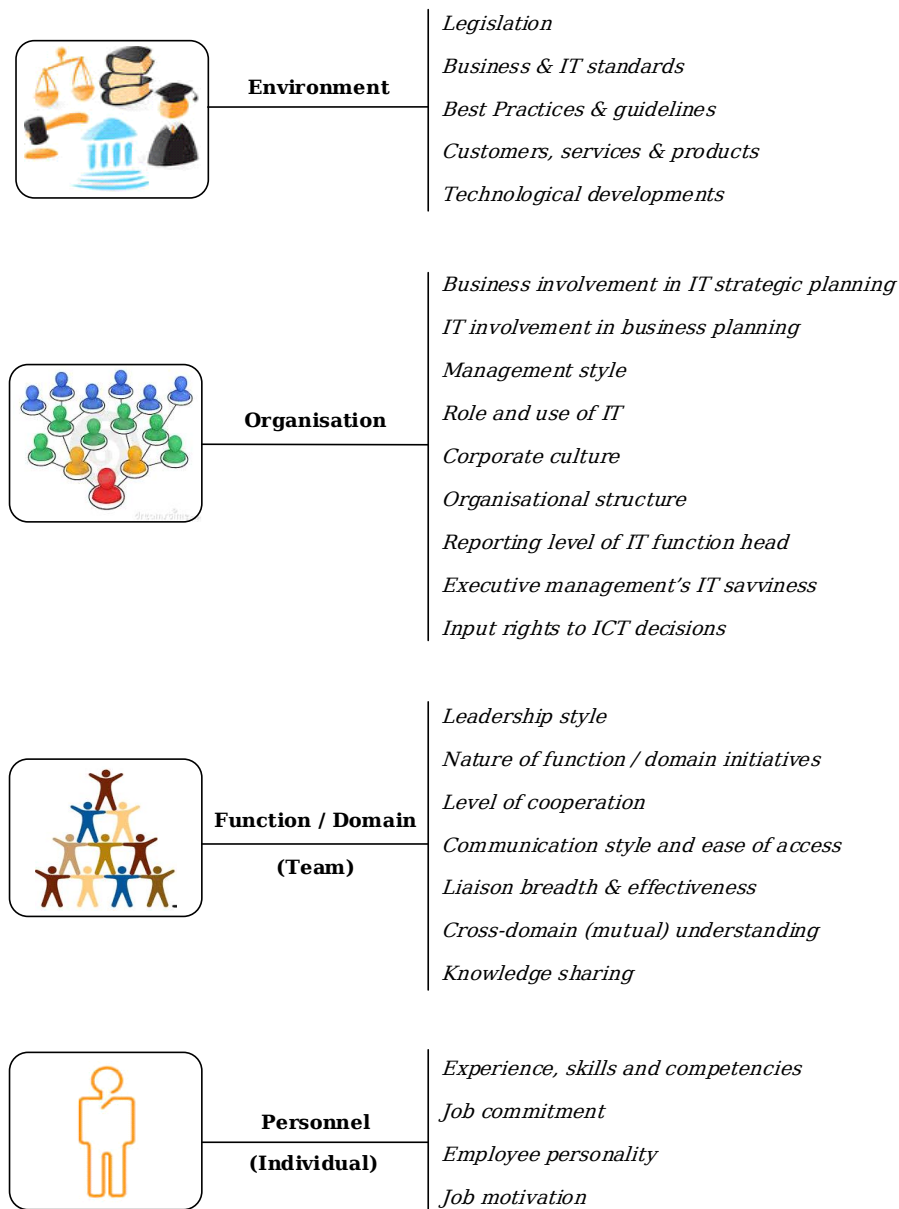 Environment
Legislation
Business & IT standards
Best Practices & guidelines
Customers, services & products
Technological developments
Organisation
Business involvement in IT strategic planning
IT involvement in business planning
Management style
Role and use of IT
Corporate culture
Organisational structure
Reporting level of IT function head
Executive management’s IT savviness
Input rights to ICT decisions
Function / Domain
(Team)
Leadership style
Nature of function / domain initiatives
Level of cooperation
Communication style and ease of access
Liaison breadth & effectiveness
Cross-domain (mutual) understanding
Knowledge sharing
Personnel
(Individual)
Experience, skills and competencies
Job commitment
Employee personality
Job motivation